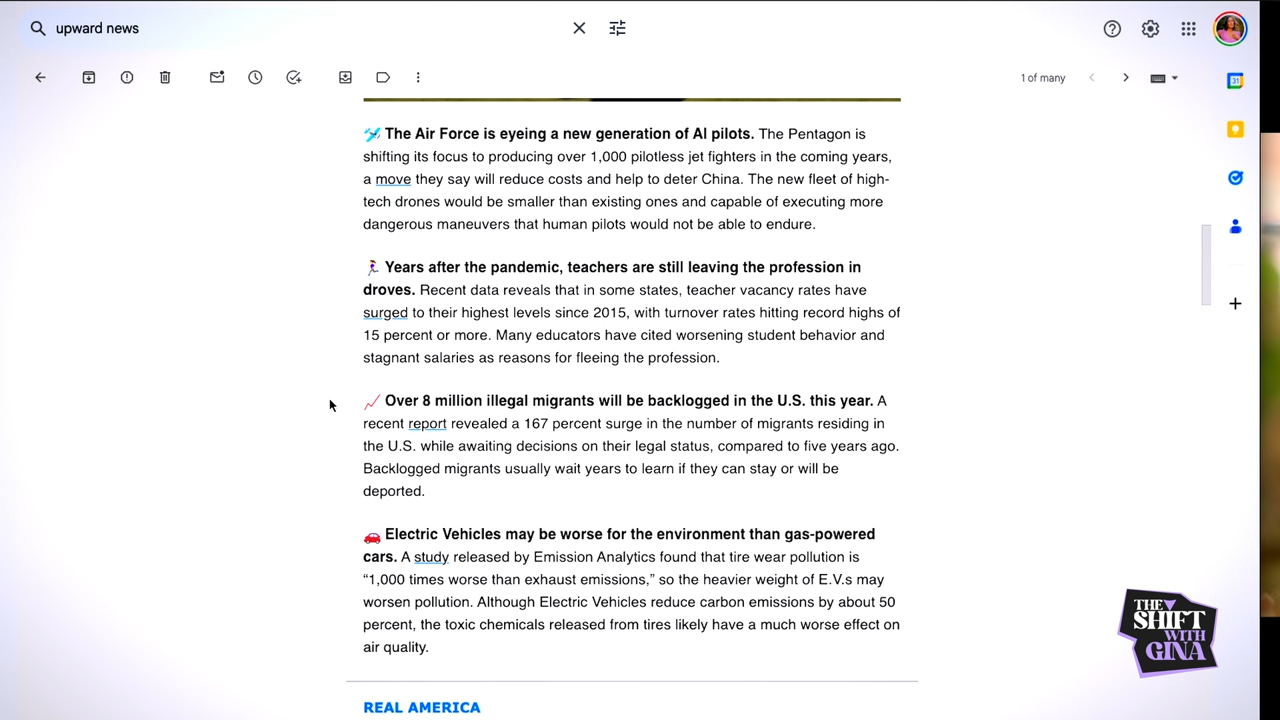 upward news
1 of many
31
The Air Force is eyeing a new generation of AI pilots. The Pentagon is
shifting its focus to producing over 1,000 pilotless jet fighters in the coming years,
a move they say will reduce costs and help to deter China. The new fleet of high-
tech drones would be smaller than existing ones and capable of executing more
dangerous maneuvers that human pilots would not be able to endure.
Years after the pandemic, teachers are still leaving the profession in
droves. Recent data reveals that in some states, teacher vacancy rates have
surged to their highest levels since 2015, with turnover rates hitting record highs of
15 percent or more. Many educators have cited worsening student behavior and
stagnant salaries as reasons for fleeing the profession.
Over 8 million illegal migrants will be backlogged in the U.S. this year. A
recent report revealed a 167 percent surge in the number of migrants residing in
the U.S. while awaiting decisions on their legal status, compared to five years ago.
Backlogged migrants usually wait years to learn if they can stay or will be
deported.
Electric Vehicles may be worse for the environment than gas-powered
cars. A study released by Emission Analytics found that tire wear pollution is
“1,000 times worse than exhaust emissions,” so the heavier weight of E.V.s may
worsen pollution. Although Electric Vehicles reduce carbon emissions by about 50
percent, the toxic chemicals released from tires likely have a much worse effect on
air quality.
REAL AMERICA
THE
SHIFT
WITH
GINA